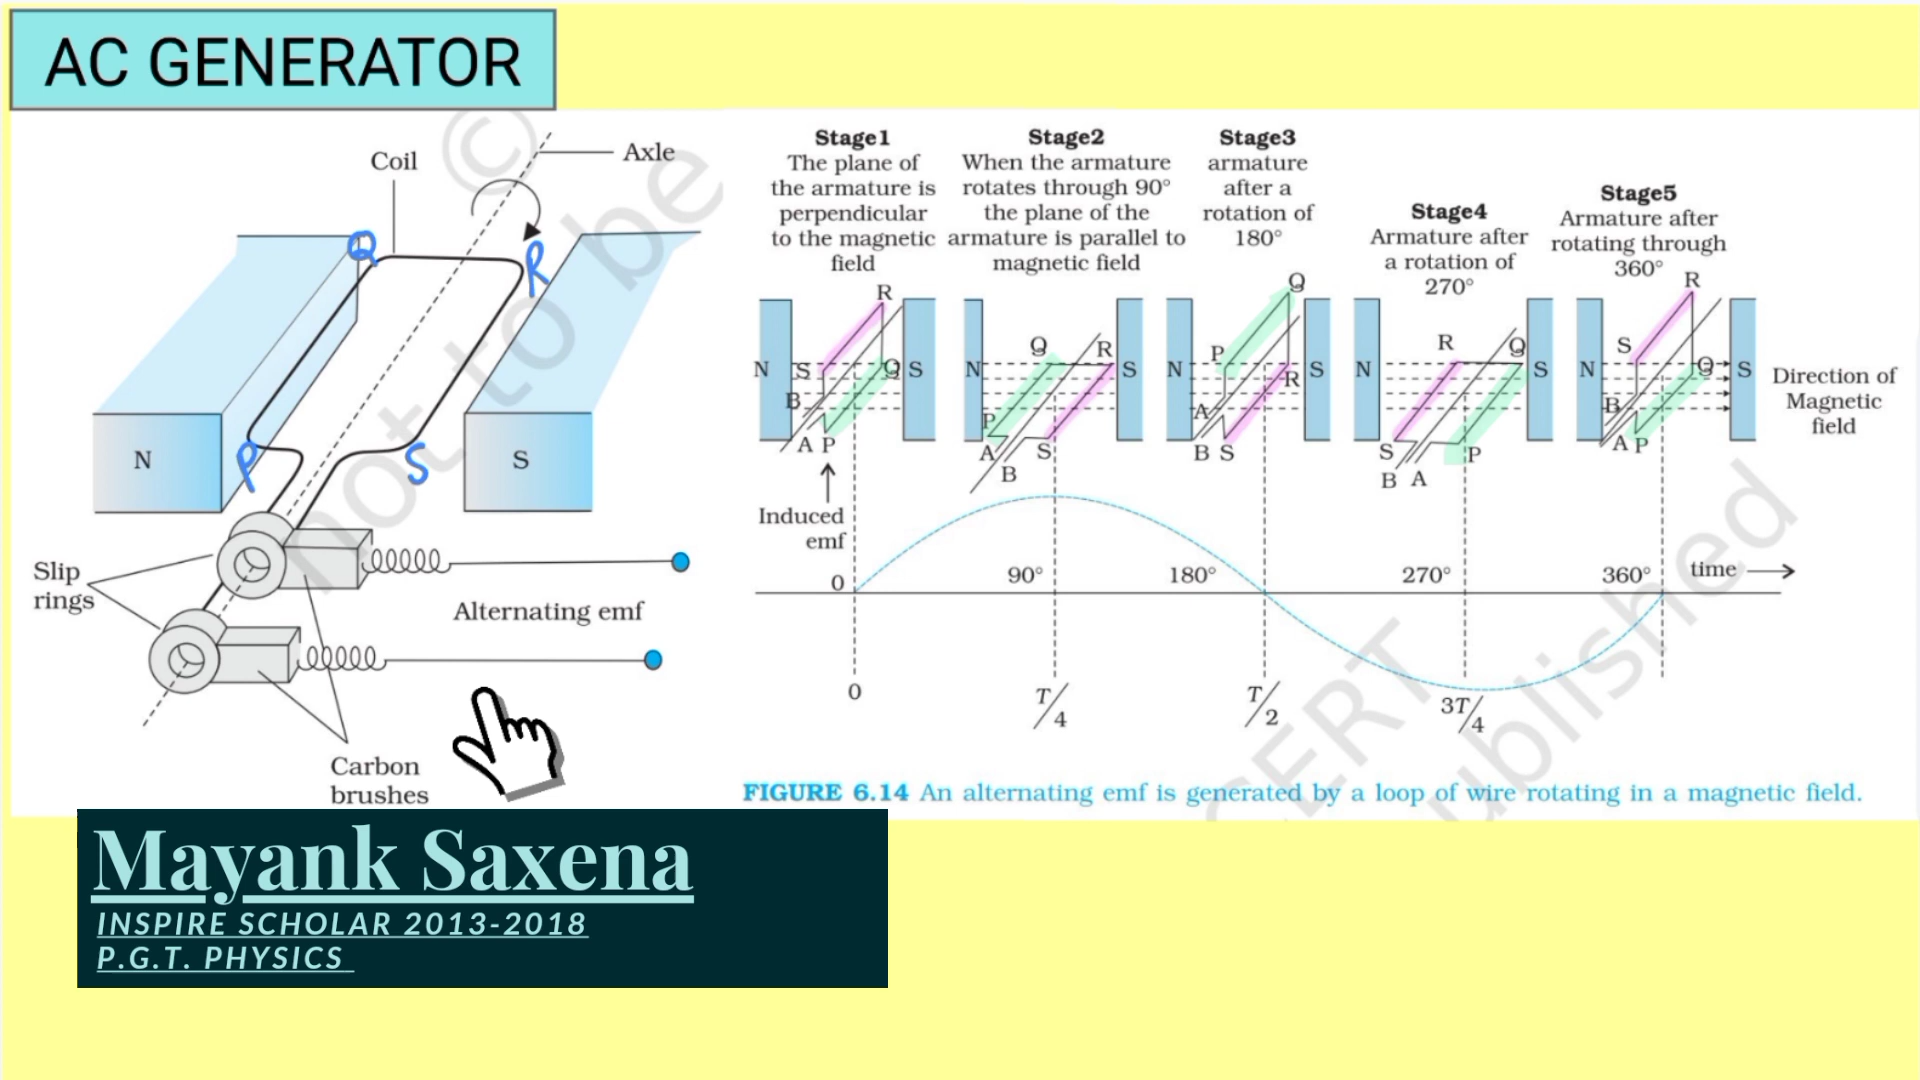 AC GENERATOR
Coil
Axle
Q
R
P
S
N
S
Slip
rings
Alternating emf
Carbon
brushes
© not to be
Stage1
The plane of
the armature is
perpendicular
to the magnetic
field
Stage2
When the armature
rotates through 90°
the plane of the
armature is parallel to
magnetic field
Stage3
armature
after a
rotation of
180°
Stage4
Armature after
a rotation of
270°
Stage5
Armature after
rotating through
360°
R
N S Q S
B
A P
Q R
N S
P
A S
B
Q
P
N S
R
A
B S
R Q
N S
S P
B A
R
S
N Q S
B
A P
Direction of
Magnetic
field
Induced
emf
0 90° 180° 270° 360° time
0 T/4 T/2 3T/4
FIGURE 6.14 An alternating emf is generated by a loop of wire rotating in a magnetic field.
Mayank Saxena
INSPIRE SCHOLAR 2013-2018
P.G.T. PHYSICS